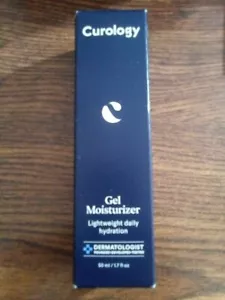 Curology
Gel
Moisturizer
Lightweight daily
hydration
DERMATOLOGIST
50 ml / 1.7 fl oz